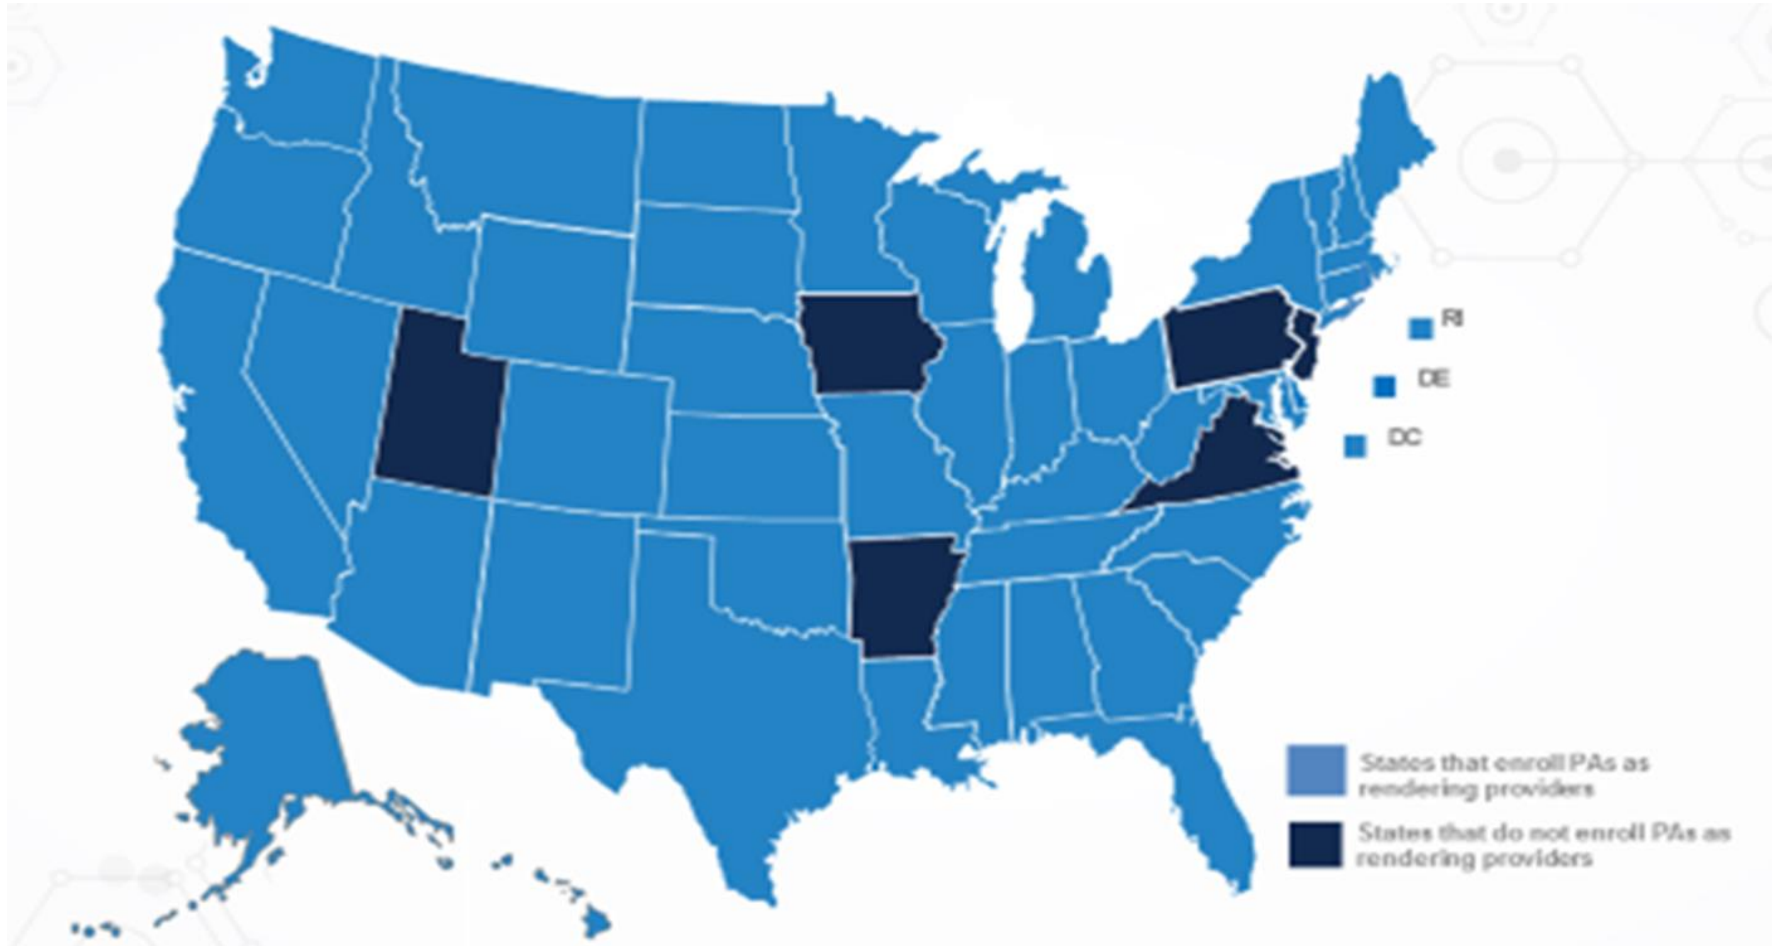 RI
DE
DC
States that enroll PAs as
rendering providers
States that do not enroll PAs as
rendering providers